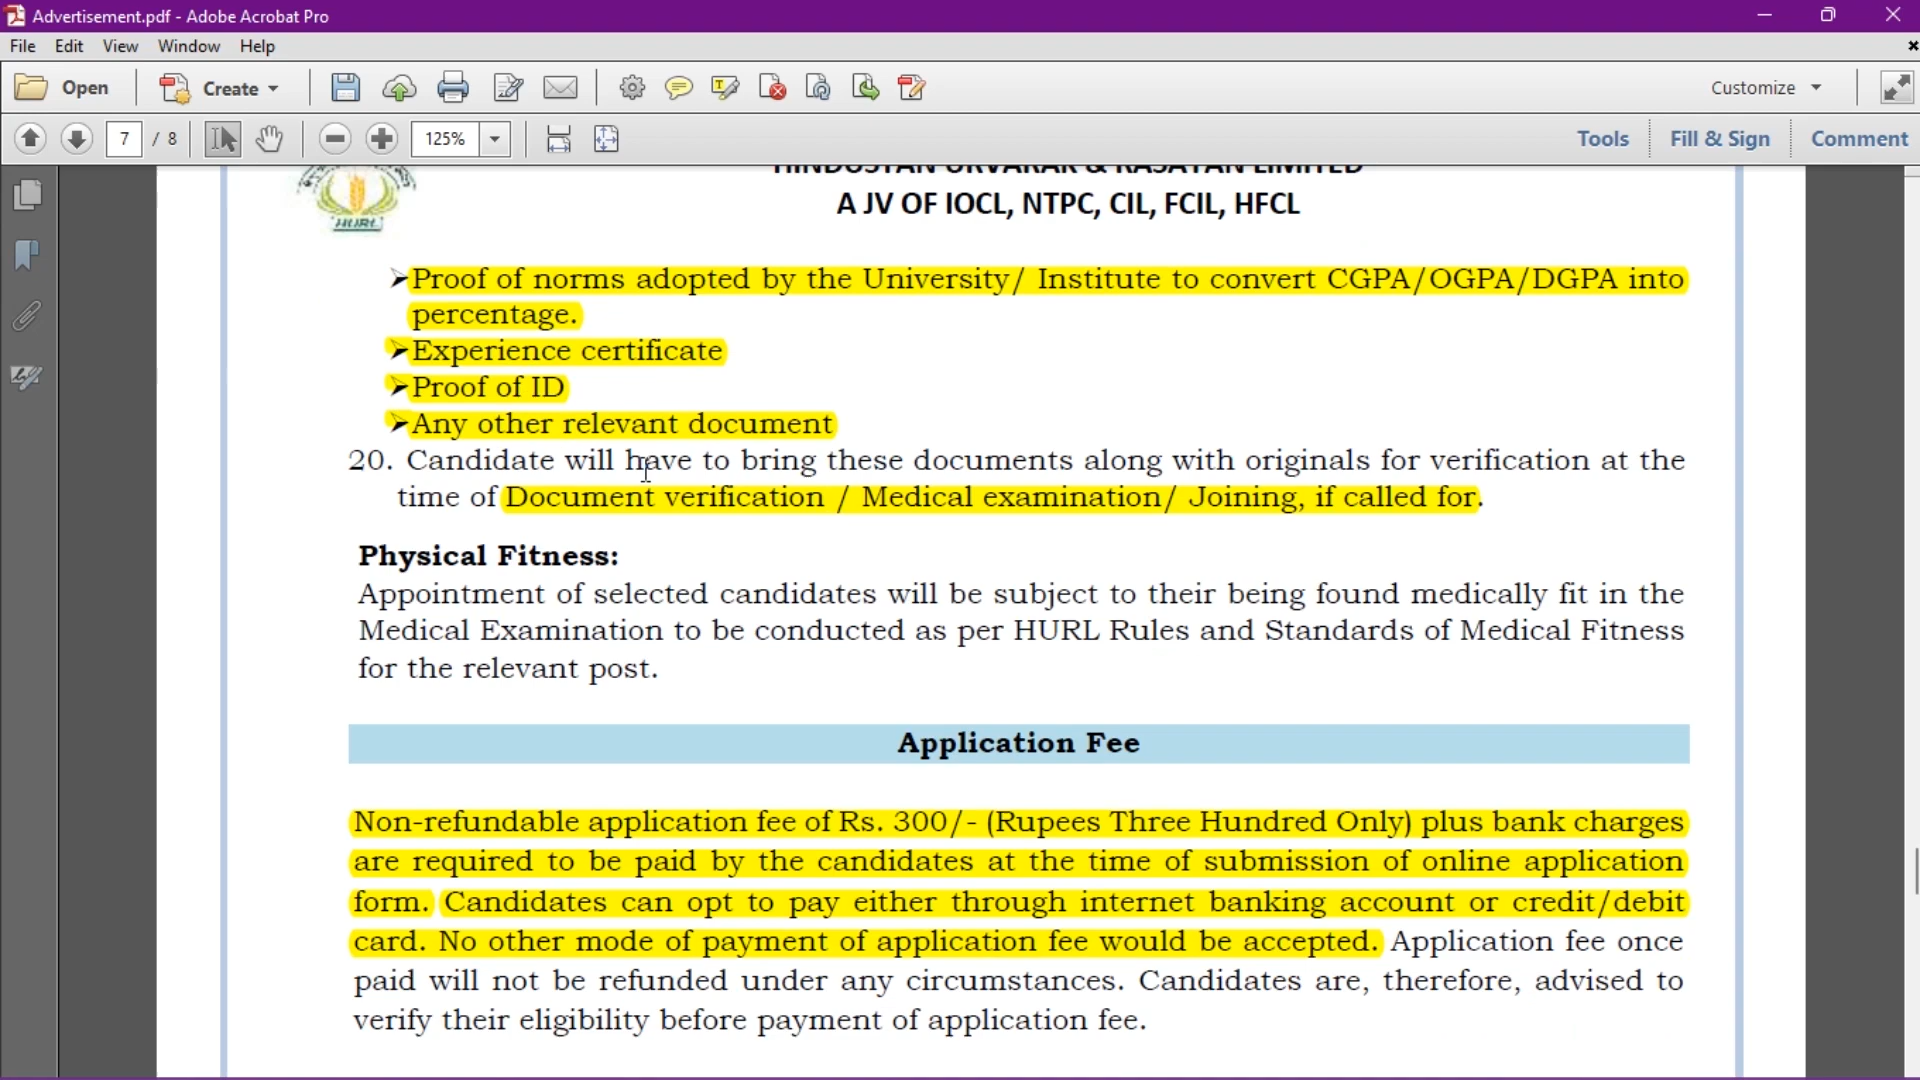 Advertisement.pdf - Adobe Acrobat Pro
File Edit View Window Help
Open Create Customize
7 / 8 125% Tools Fill & Sign Comment
HINDUSTAN URVARAK & RASAYAN LIMITED
A JV OF IOCL, NTPC, CIL, FCIL, HFCL
HURL
➢Proof of norms adopted by the University/ Institute to convert CGPA/OGPA/DGPA into
percentage.
➢Experience certificate
➢Proof of ID
➢Any other relevant document
20. Candidate will have to bring these documents along with originals for verification at the
time of Document verification / Medical examination/ Joining, if called for.
Physical Fitness:
Appointment of selected candidates will be subject to their being found medically fit in the
Medical Examination to be conducted as per HURL Rules and Standards of Medical Fitness
for the relevant post.
Application Fee
Non-refundable application fee of Rs. 300/- (Rupees Three Hundred Only) plus bank charges
are required to be paid by the candidates at the time of submission of online application
form. Candidates can opt to pay either through internet banking account or credit/debit
card. No other mode of payment of application fee would be accepted. Application fee once
paid will not be refunded under any circumstances. Candidates are, therefore, advised to
verify their eligibility before payment of application fee.